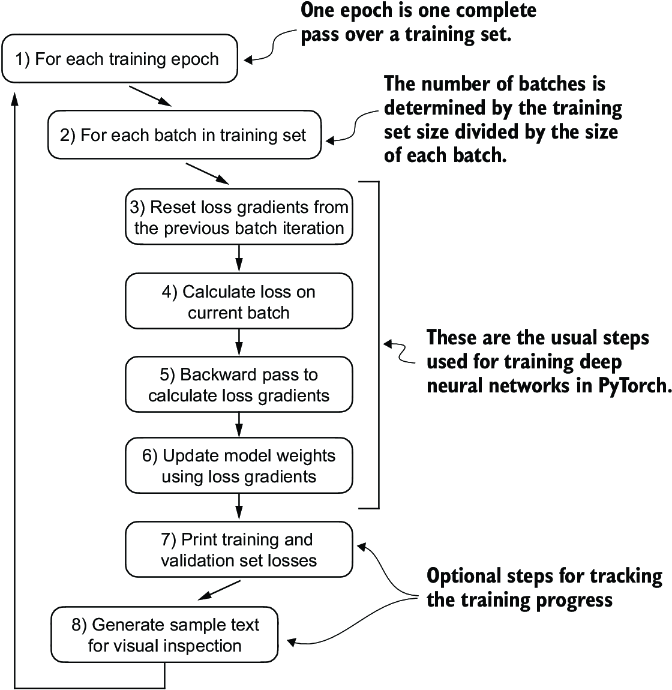 One epoch is one complete
pass over a training set.
1) For each training epoch
The number of batches is
determined by the training
set size divided by the size
of each batch.
2) For each batch in training set
3) Reset loss gradients from
the previous batch iteration
4) Calculate loss on
current batch
These are the usual steps
used for training deep
neural networks in PyTorch.
5) Backward pass to
calculate loss gradients
6) Update model weights
using loss gradients
7) Print training and
validation set losses
Optional steps for tracking
the training progress
8) Generate sample text
for visual inspection